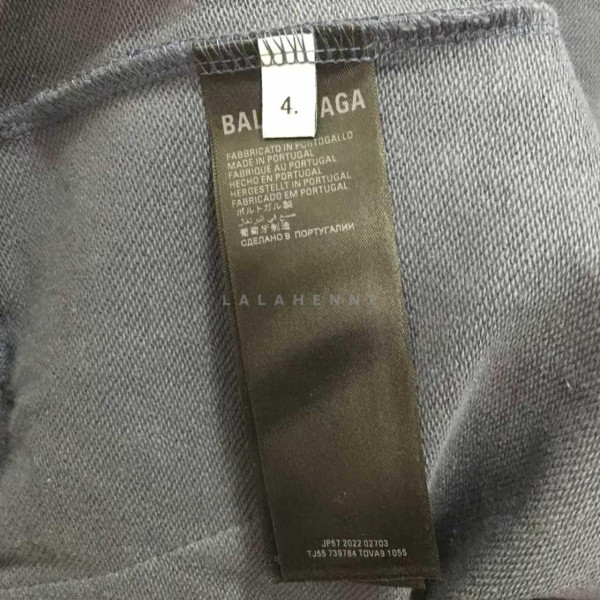 4.
BAL AGA
FABBRICATO IN PORTOGALLO
MADE IN PORTUGAL
FABRIQUÉ AU PORTUGAL
HECHO EN PORTUGAL
HERGESTELLT IN PORTUGAL
FABRICADO EM PORTUGAL
ポルトガル製
صنع في البرتغال
葡萄牙制造
СДЕЛАНО В ПОРТУГАЛИИ
LALAHENNY
JP57 2022 02703
TJ55 739784 TOVA9 1055